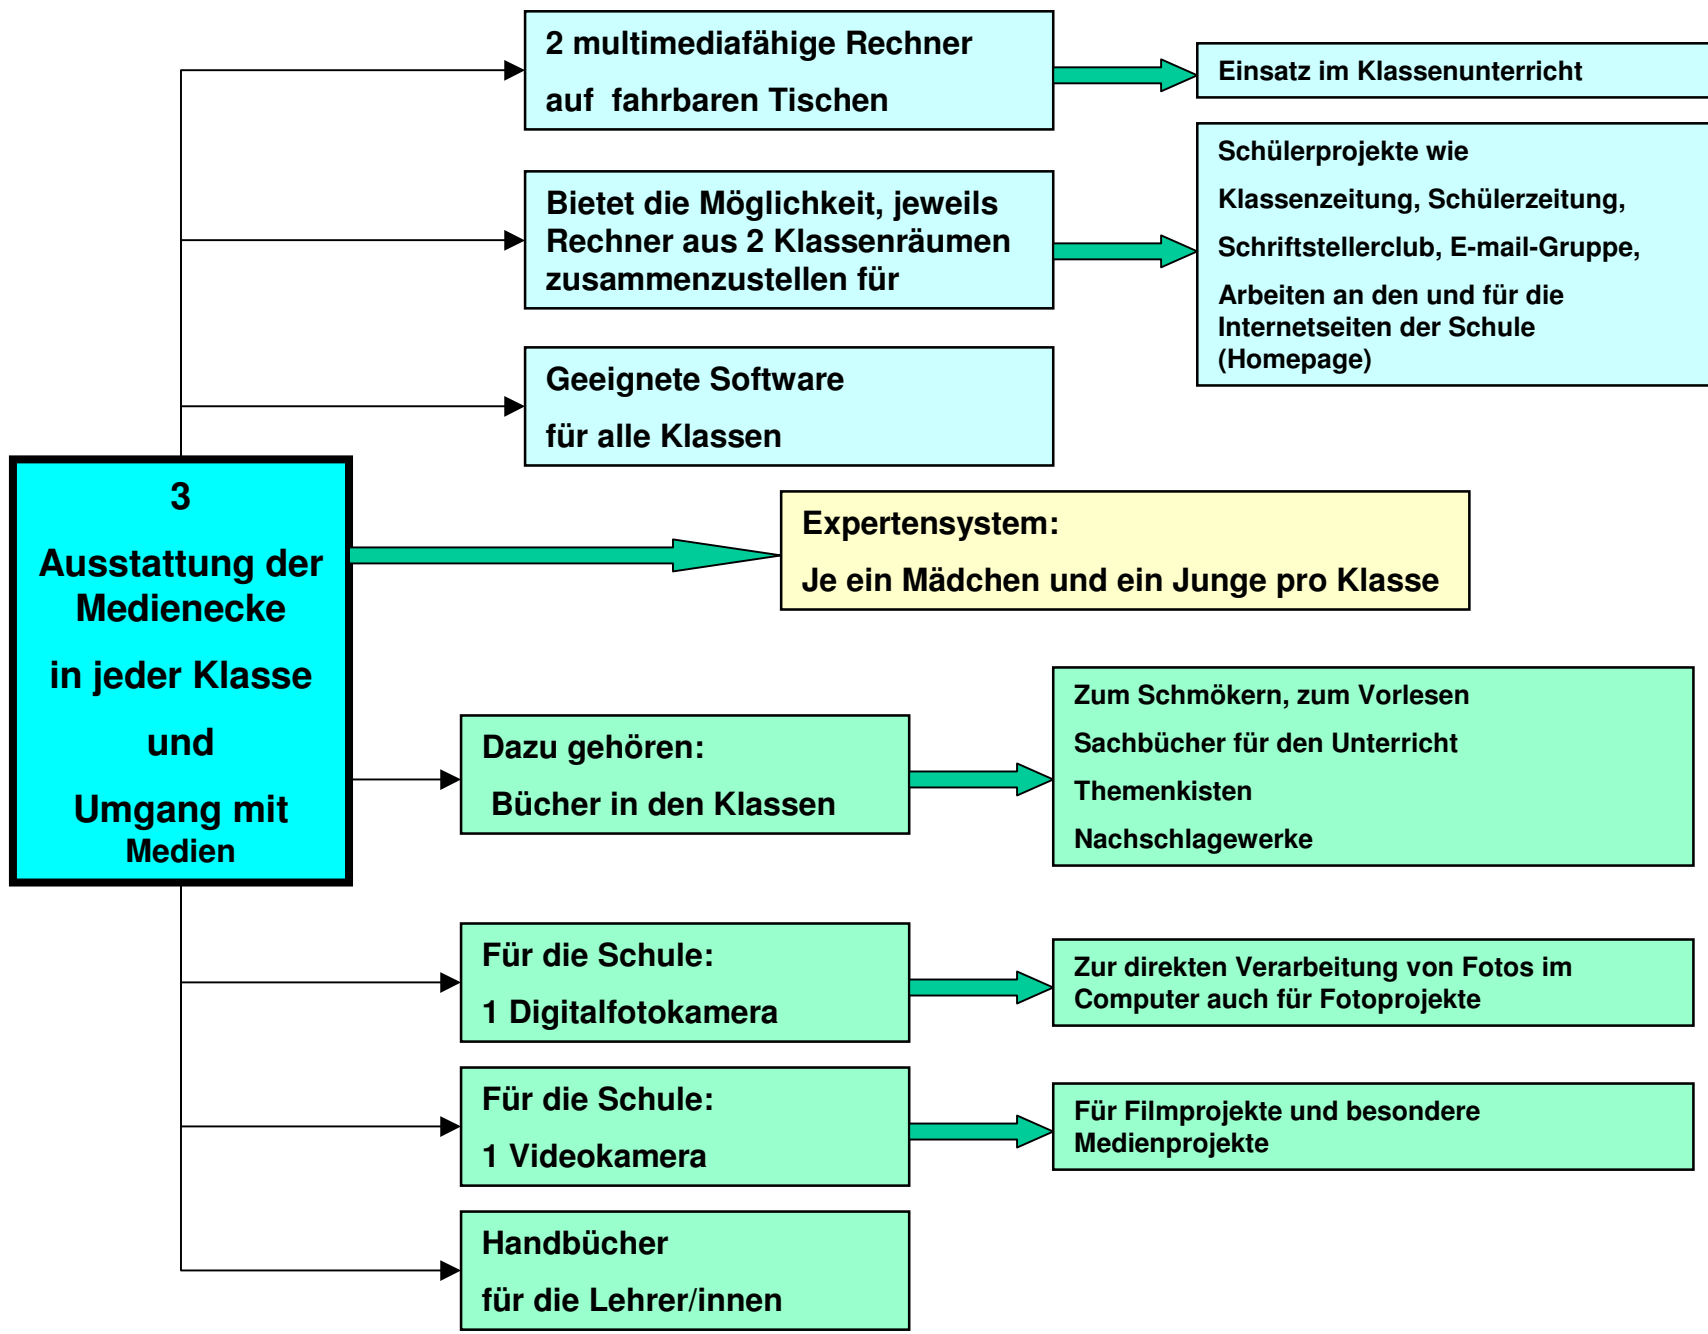 2 multimediafähige Rechner
auf fahrbaren Tischen
Einsatz im Klassenunterricht
Bietet die Möglichkeit, jeweils
Rechner aus 2 Klassenräumen
zusammenzustellen für
Schülerprojekte wie
Klassenzeitung, Schülerzeitung,
Schriftstellerclub, E-mail-Gruppe,
Arbeiten an den und für die
Internetseiten der Schule
(Homepage)
Geeignete Software
für alle Klassen
3
Ausstattung der
Medienecke
in jeder Klasse
und
Umgang mit
Medien
Expertensystem:
Je ein Mädchen und ein Junge pro Klasse
Dazu gehören:
Bücher in den Klassen
Zum Schmökern, zum Vorlesen
Sachbücher für den Unterricht
Themenkisten
Nachschlagewerke
Für die Schule:
1 Digitalfotokamera
Zur direkten Verarbeitung von Fotos im
Computer auch für Fotoprojekte
Für die Schule:
1 Videokamera
Für Filmprojekte und besondere
Medienprojekte
Handbücher
für die Lehrer/innen